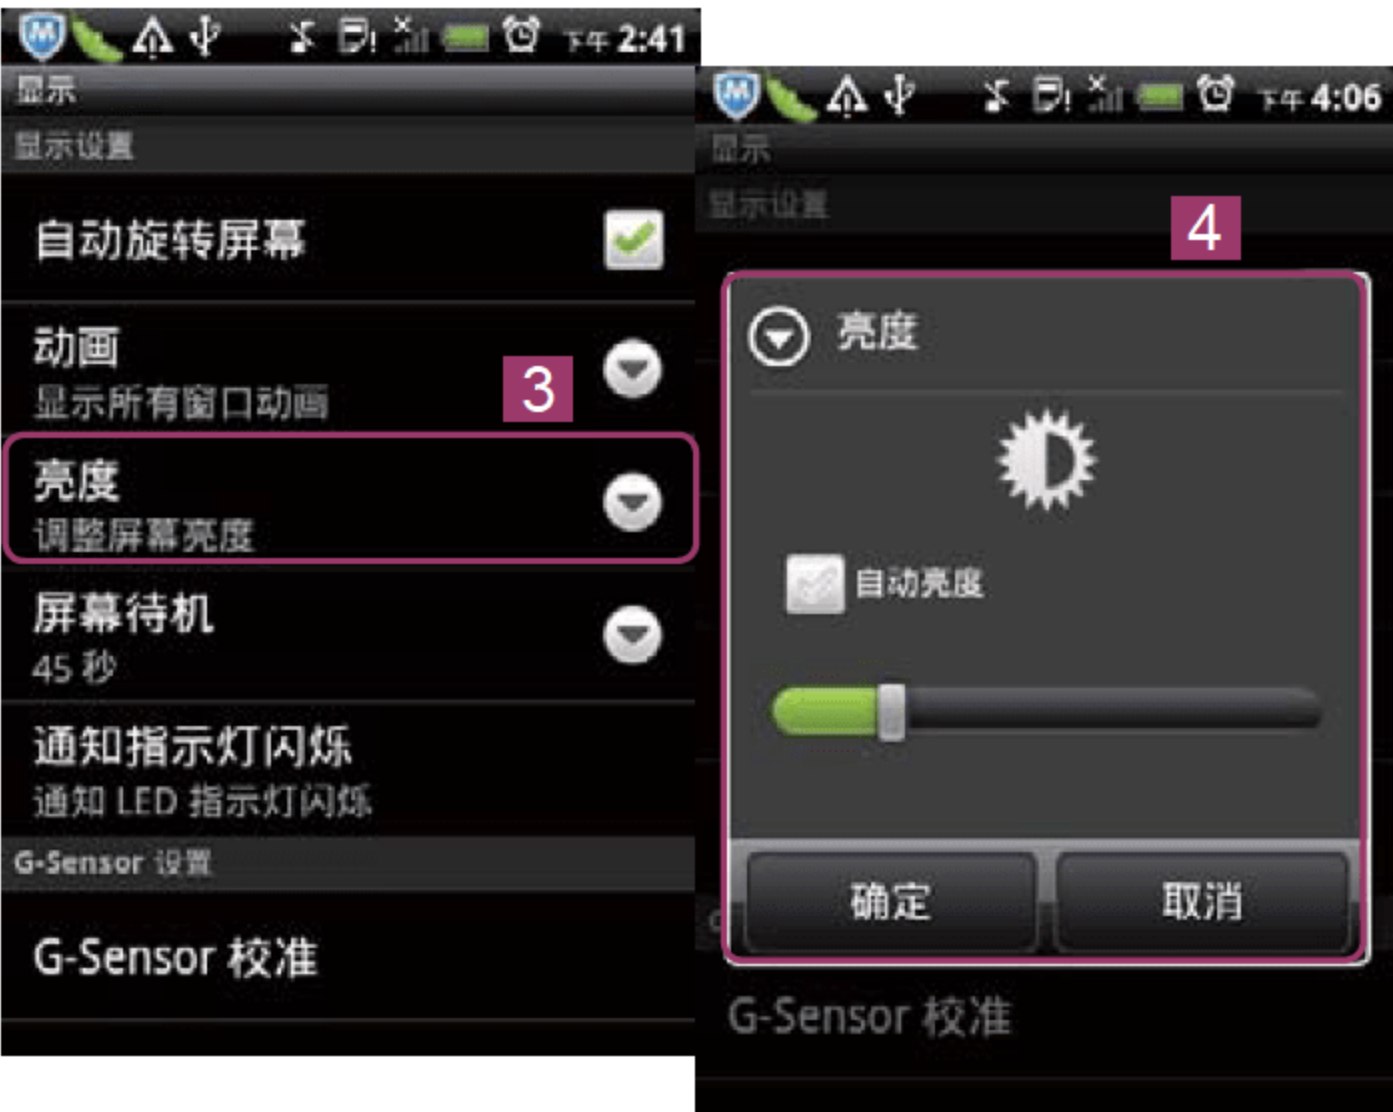 下午 2:41
显示
显示设置
自动旋转屏幕
动画
显示所有窗口动画
3
亮度
调整屏幕亮度
屏幕待机
45 秒
通知指示灯闪烁
通知 LED 指示灯闪烁
G-Sensor 设置
G-Sensor 校准
下午 4:06
显示
显示设置
4
亮度
自动亮度
确定
取消
G-Sensor 校准